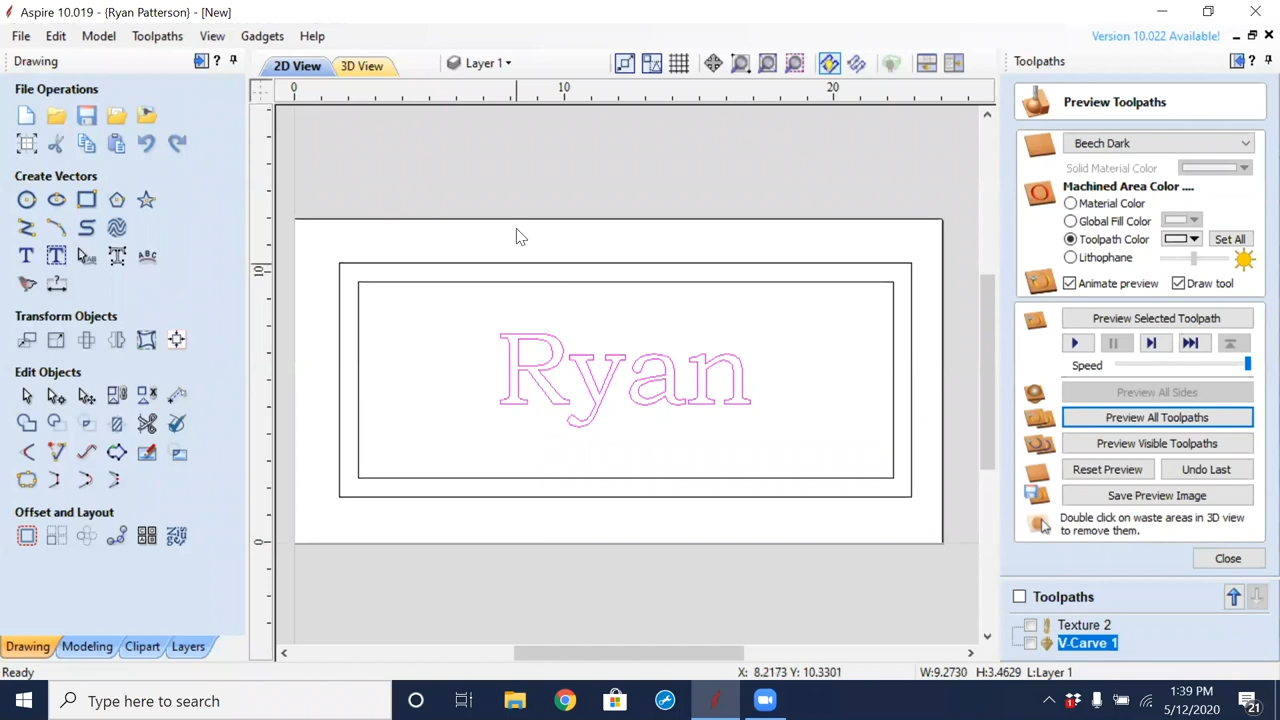 Aspire 10.019 - {Ryan Patterson} - [New]
File Edit Model Toolpaths View Gadgets Help
Version 10.022 Available!
Drawing
File Operations
Create Vectors
Transform Objects
Edit Objects
Offset and Layout
Drawing Modeling Clipart Layers
2D View 3D View
Layer 1
0 10 20
10
0
Ryan
Toolpaths
Preview Toolpaths
Beech Dark
Solid Material Color
Machined Area Color ....
Material Color
Global Fill Color
Toolpath Color
Set All
Lithophane
Animate preview
Draw tool
Preview Selected Toolpath
Speed
Preview All Sides
Preview All Toolpaths
Preview Visible Toolpaths
Reset Preview
Undo Last
Save Preview Image
Double click on waste areas in 3D view
to remove them.
Close
Toolpaths
Texture 2
V-Carve 1
Ready
X: 8.2173 Y: 10.3301
W:9.2730 H:3.4629 L:Layer 1
Type here to search
1:39 PM
5/12/2020
21